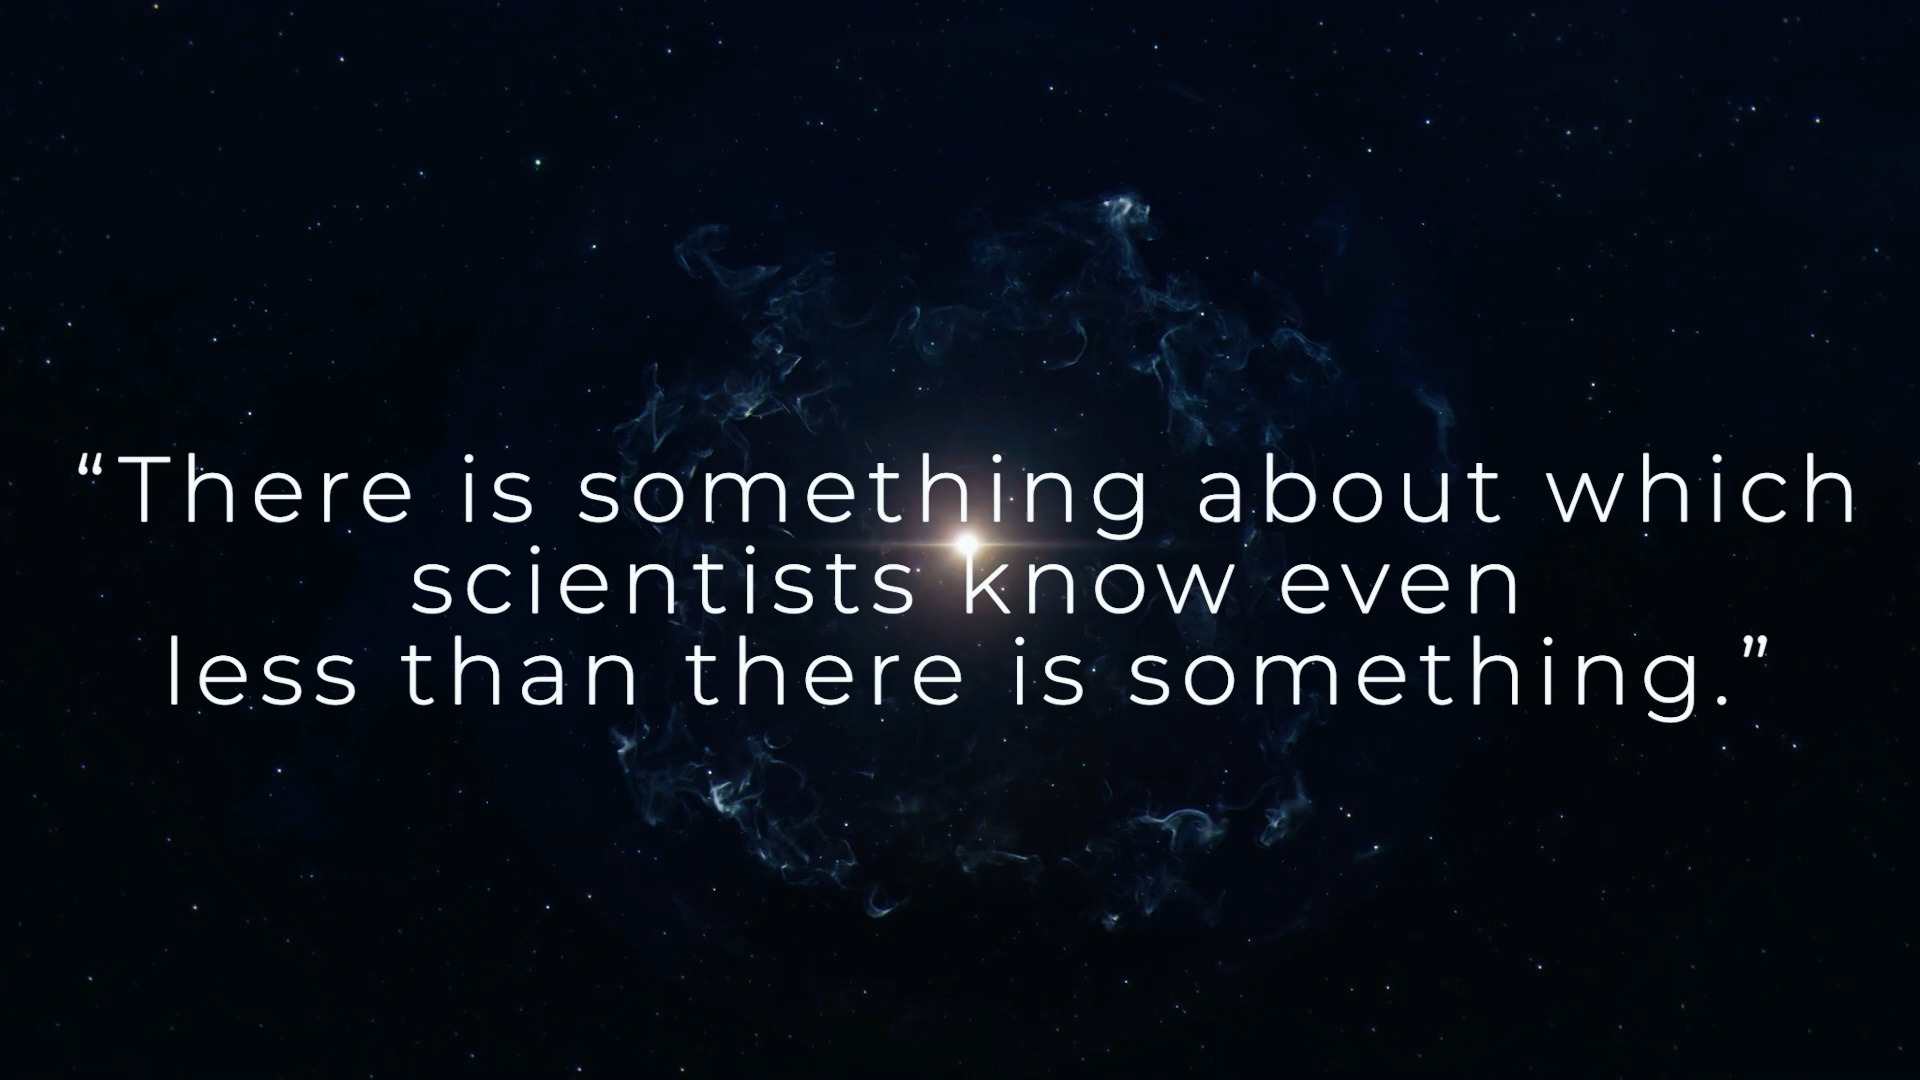 “There is something about which
scientists know even
less than there is something.”